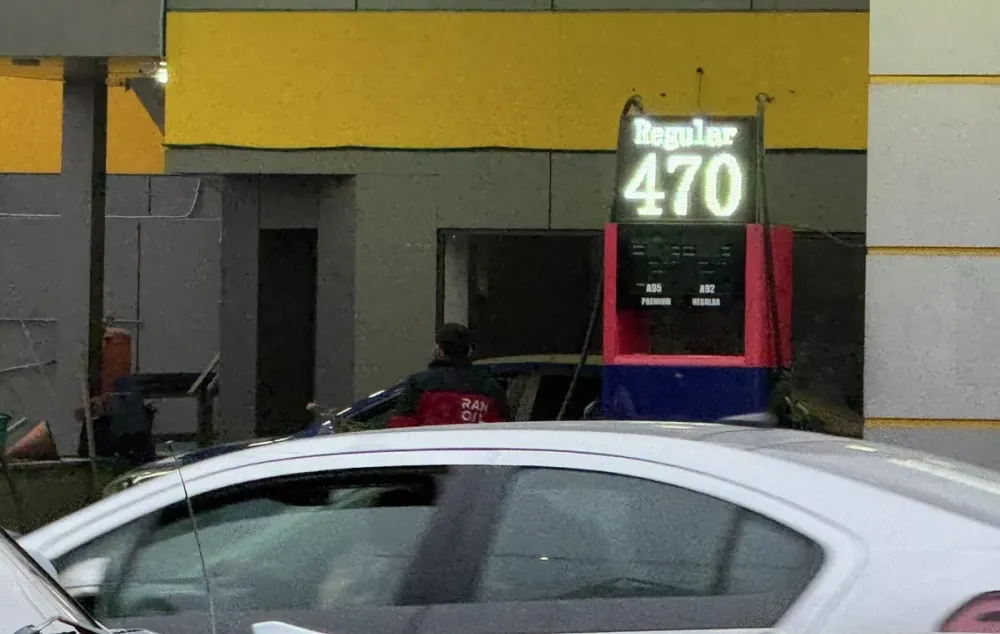 Regular
470
A95 A92
PREMIUM REGULAR
RAN
OIL